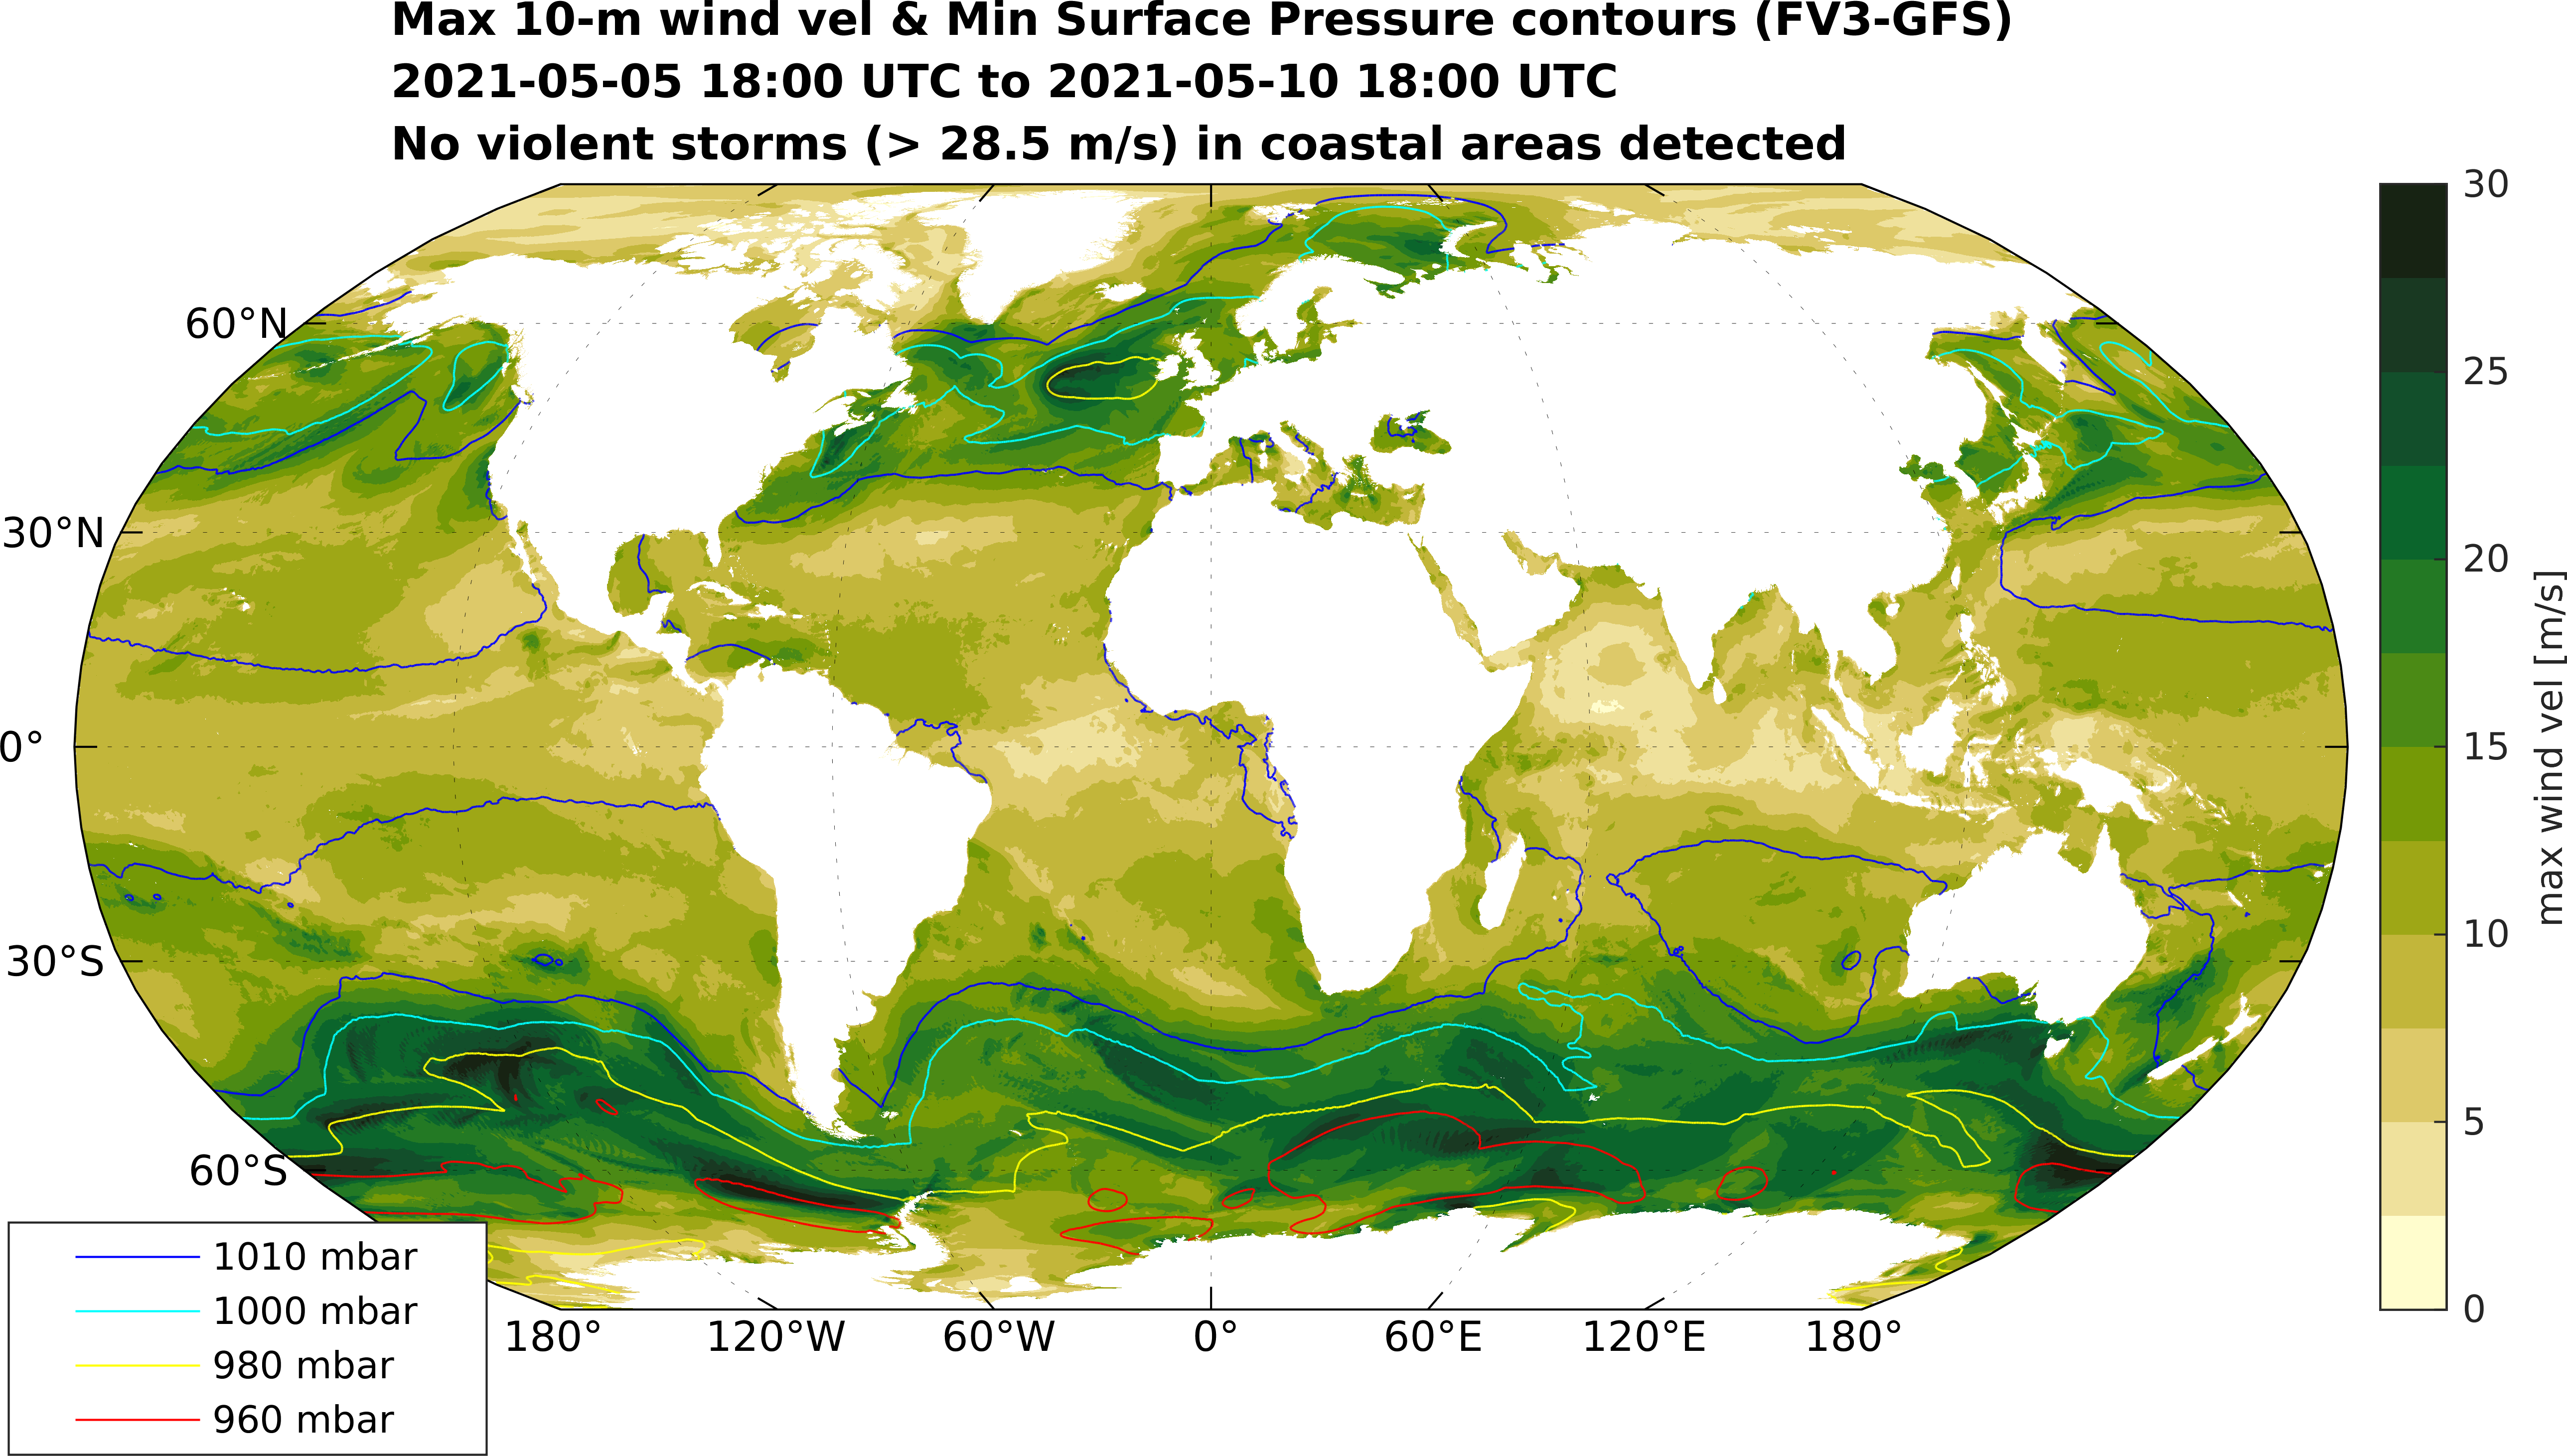 Max 10-m wind vel & Min Surface Pressure contours (FV3-GFS)
2021-05-05 18:00 UTC to 2021-05-10 18:00 UTC
No violent storms (> 28.5 m/s) in coastal areas detected
60°N
30°N
0°
30°S
60°S
180°
120°W
60°W
0°
60°E
120°E
180°
1010 mbar
1000 mbar
980 mbar
960 mbar
30
25
20
15
10
5
0
max wind vel [m/s]